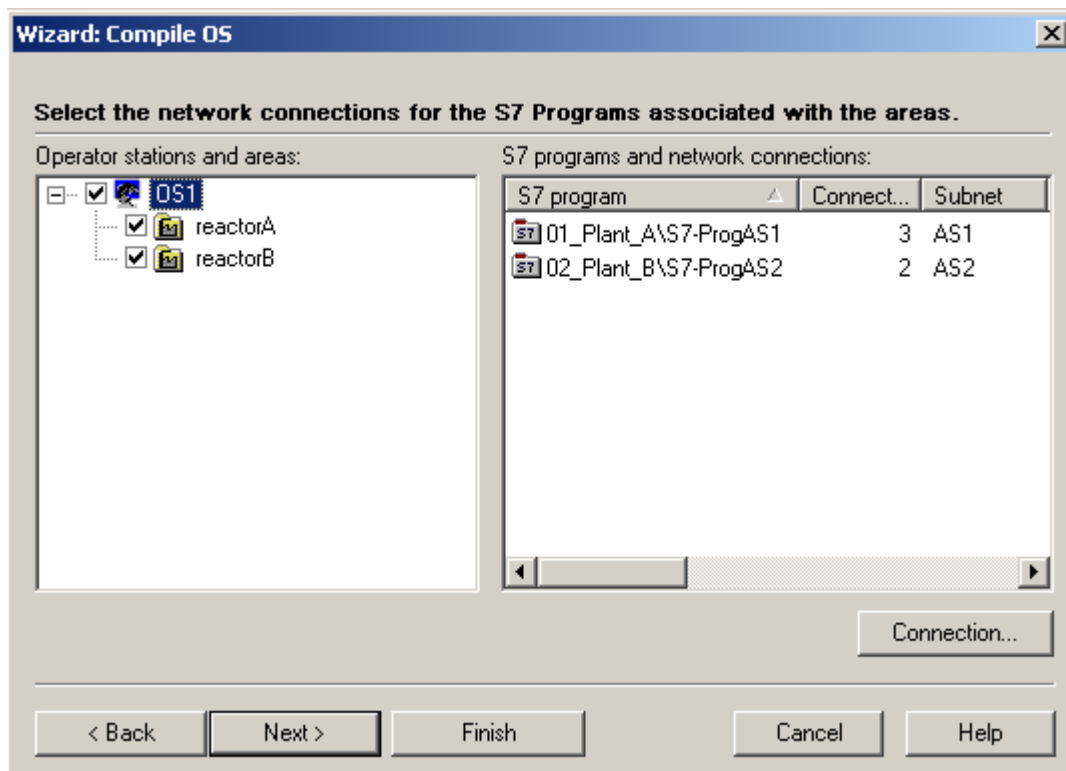 Wizard: Compile OS
Select the network connections for the S7 Programs associated with the areas.
Operator stations and areas:
OS1
reactorA
reactorB
S7 programs and network connections:
S7 program Connect... Subnet
01_Plant_A\S7-ProgAS1 3 AS1
02_Plant_B\S7-ProgAS2 2 AS2
Connection...
< Back Next > Finish Cancel Help